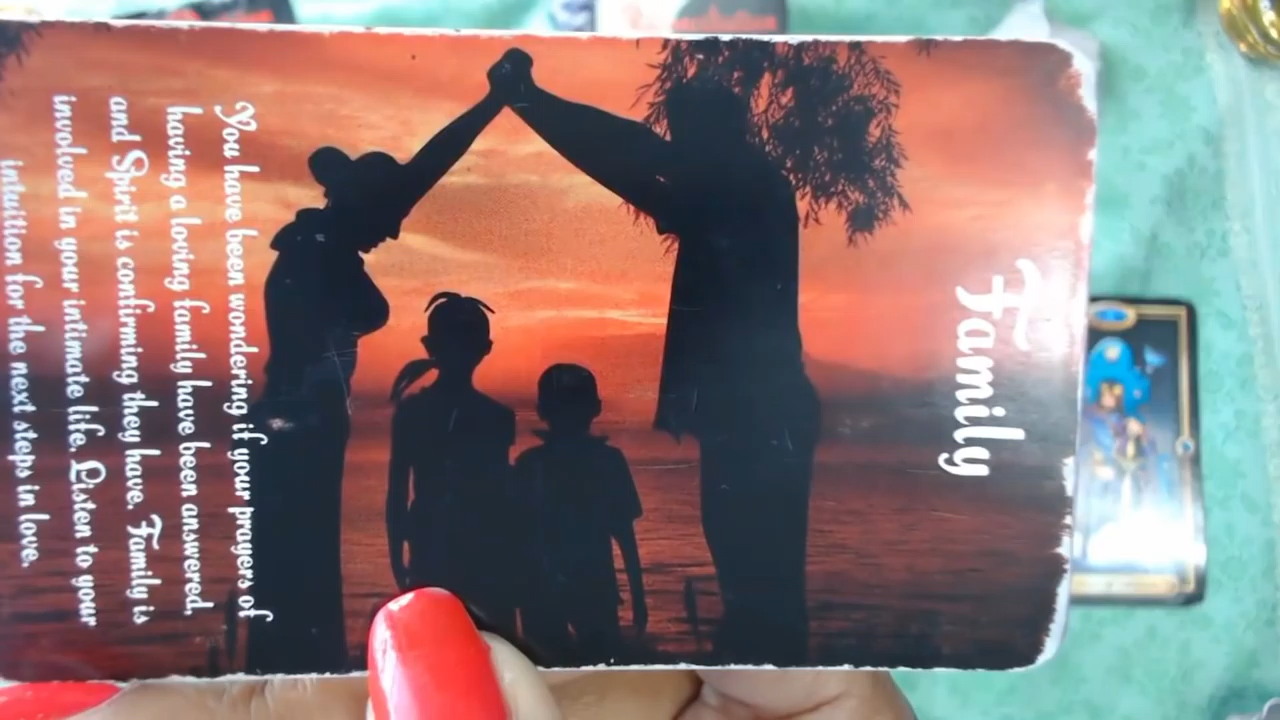 Family
You have been wondering if your prayers of
having a loving family have been answered,
and Spirit is confirming they have. Family is
involved in your intimate life. Listen to your
intuition for the next steps in love.